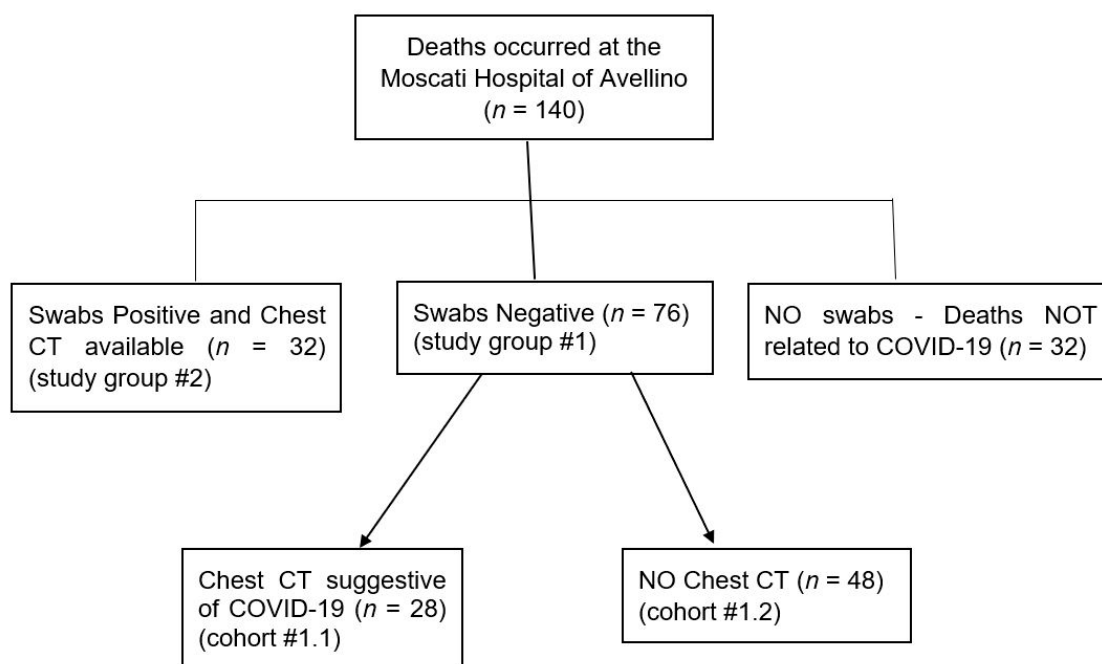 Deaths occurred at the
Moscati Hospital of Avellino
(n = 140)
Swabs Positive and Chest
CT available (n = 32)
(study group #2)
Swabs Negative (n = 76)
(study group #1)
NO swabs - Deaths NOT
related to COVID-19 (n = 32)
Chest CT suggestive
of COVID-19 (n = 28)
(cohort #1.1)
NO Chest CT (n = 48)
(cohort #1.2)